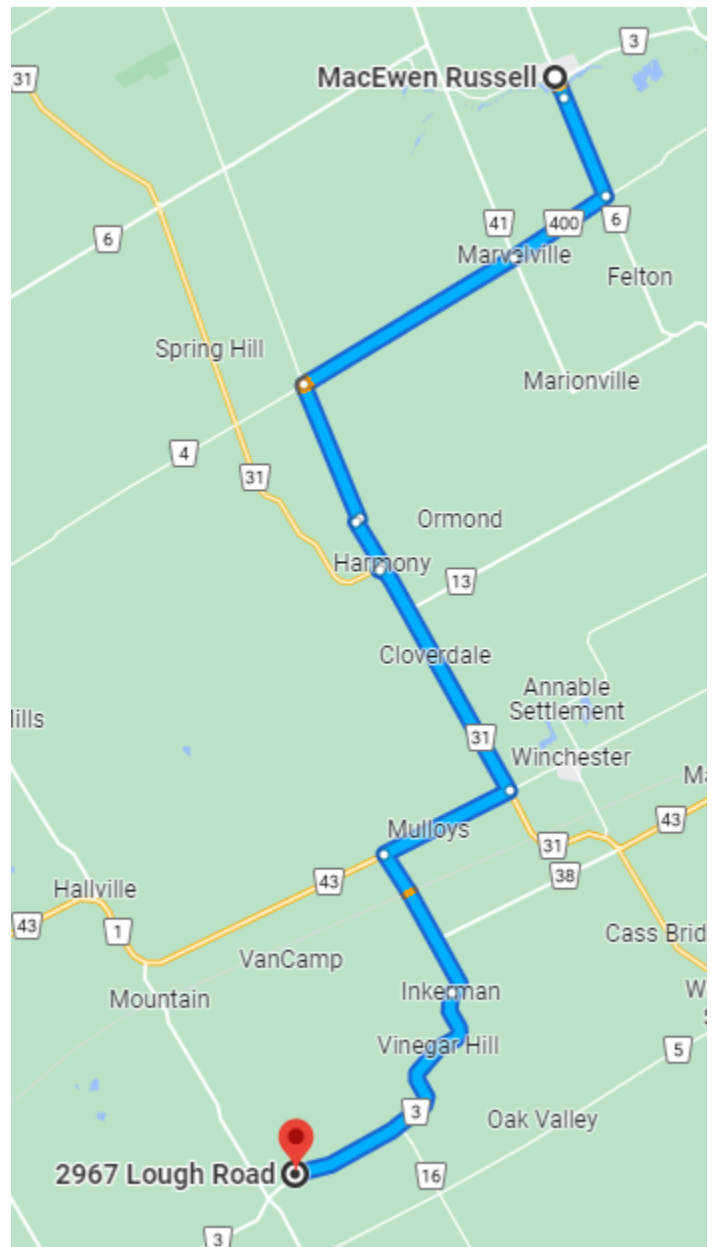 3
MacEwen Russell
31
41
400
6
6
Marvelville
Felton
Spring Hill
Marionville
4
31
Ormond
Harmony
13
Cloverdale
Annable
Settlement
ills
31
Winchester
Ma
Mulloys
43
31
43
38
Hallville
43
1
Cass Brid
VanCamp
Inkerman
W
Mountain
S
Vinegar Hill
5
3
Oak Valley
2967 Lough Road
16
3